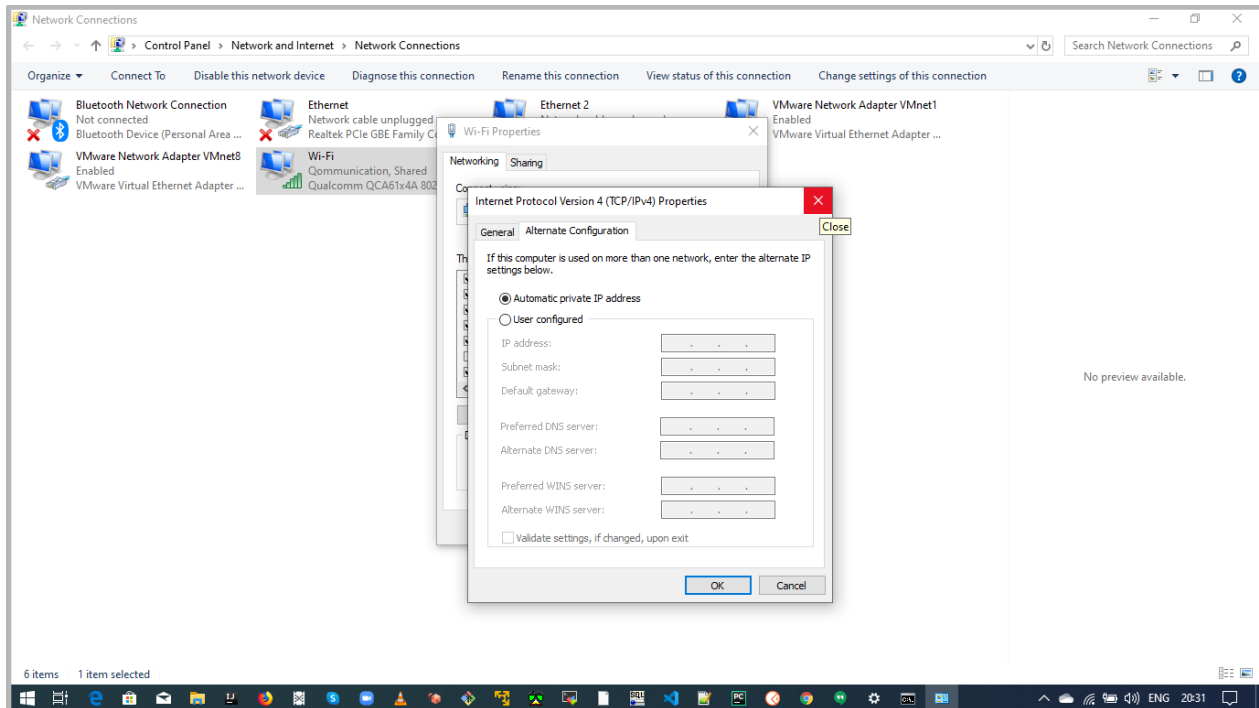 Network Connections
Control Panel > Network and Internet > Network Connections
Search Network Connections
Organize
Connect To
Disable this network device
Diagnose this connection
Rename this connection
View status of this connection
Change settings of this connection
Bluetooth Network Connection
Not connected
Bluetooth Device (Personal Area ...
Ethernet
Network cable unplugged
Realtek PCIe GBE Family
Ethernet 2
VMware Network Adapter VMnet1
Enabled
VMware Virtual Ethernet Adapter ...
VMware Network Adapter VMnet8
Enabled
VMware Virtual Ethernet Adapter ...
Wi-Fi
Qommunication, Shared
Qualcomm QCA61x4A 802
Wi-Fi Properties
Networking
Sharing
Internet Protocol Version 4 (TCP/IPv4) Properties
Close
General
Alternate Configuration
If this computer is used on more than one network, enter the alternate IP
settings below.
Automatic private IP address
User configured
IP address:
Subnet mask:
Default gateway:
Preferred DNS server:
Alternate DNS server:
Preferred WINS server:
Alternate WINS server:
Validate settings, if changed, upon exit
OK
Cancel
No preview available.
6 items
1 item selected
ENG
20:31